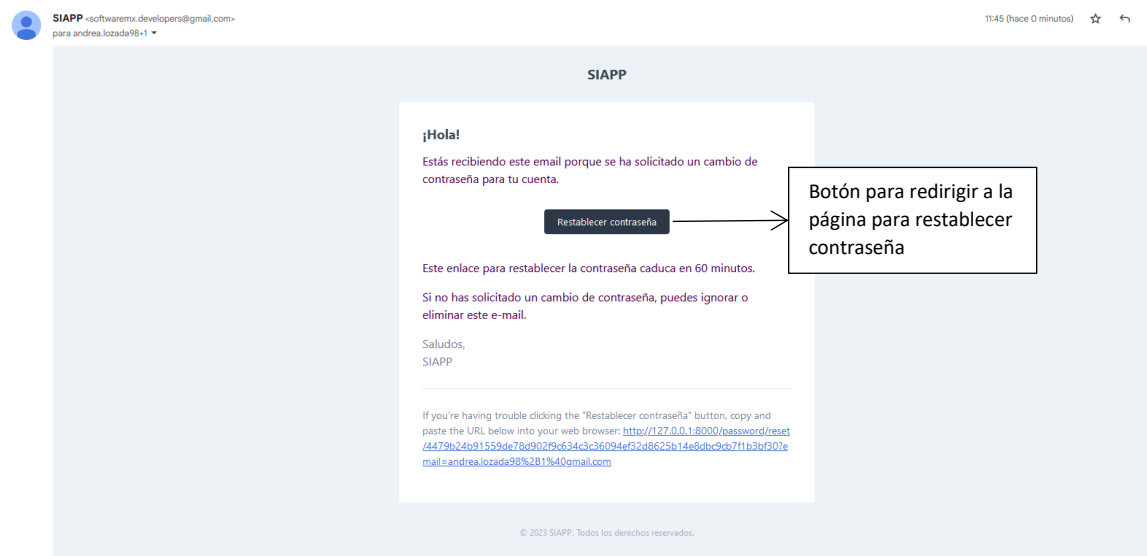 SIAPP <softwaremx.developers@gmail.com>
para andrea.lozada98+1
11:45 (hace 0 minutos)
SIAPP
¡Hola!
Estás recibiendo este email porque se ha solicitado un cambio de
contraseña para tu cuenta.
Restablecer contraseña
Botón para redirigir a la
página para restablecer
contraseña
Este enlace para restablecer la contraseña caduca en 60 minutos.
Si no has solicitado un cambio de contraseña, puedes ignorar o
eliminar este e-mail.
Saludos,
SIAPP
If you're having trouble clicking the "Restablecer contraseña" button, copy and
paste the URL below into your web browser: http://127.0.0.1:8000/password/reset
/4479b24b91559de78d902f9c634c3c36094ef32d8625b14e8dbc9cb7f1b3bf30?e
mail=andrea.lozada98%2B1%40gmail.com
© 2023 SIAPP. Todos los derechos reservados.